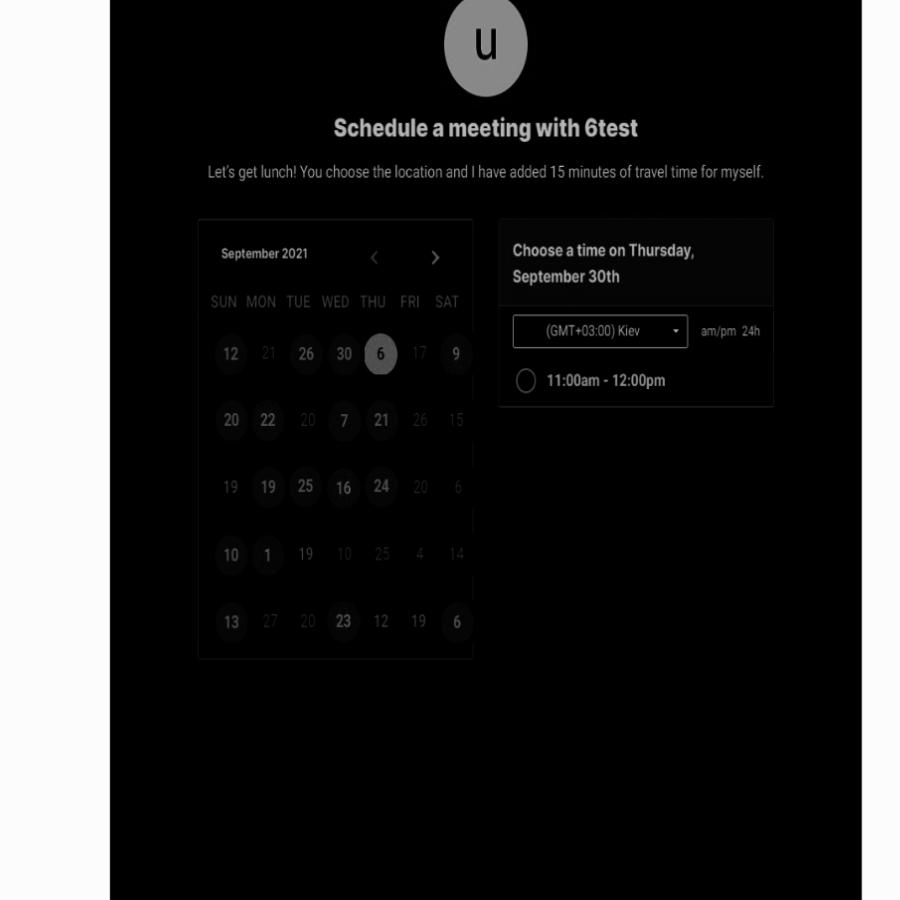 u
Schedule a meeting with 6test
Let's get lunch! You choose the location and I have added 15 minutes of travel time for myself.
September 2021
SUN MON TUE WED THU FRI SAT
12 21 26 30 6 17 9
20 22 20 7 21 26 15
19 19 25 16 24 20 6
10 1 19 10 25 4 14
13 27 20 23 12 19 6
Choose a time on Thursday,
September 30th
(GMT+03:00) Kiev am/pm 24h
11:00am - 12:00pm